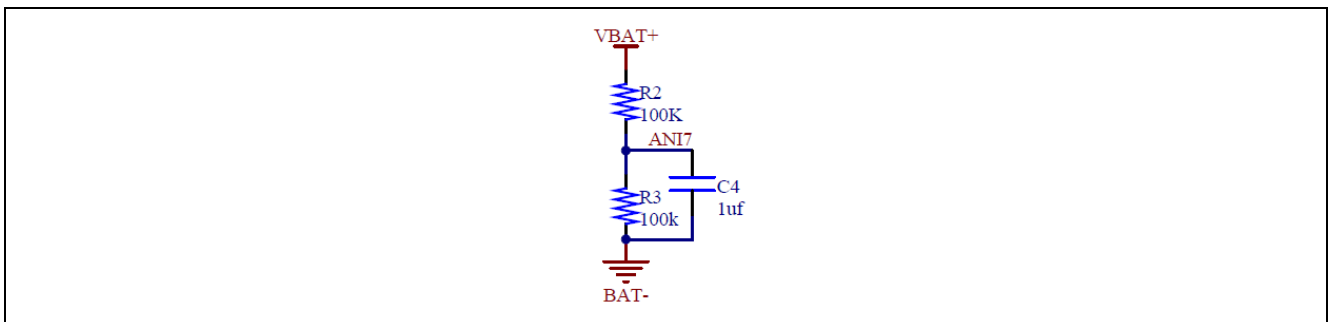 VBAT+
R2
100K
ANI7
R3
100k
C4
1uf
BAT-